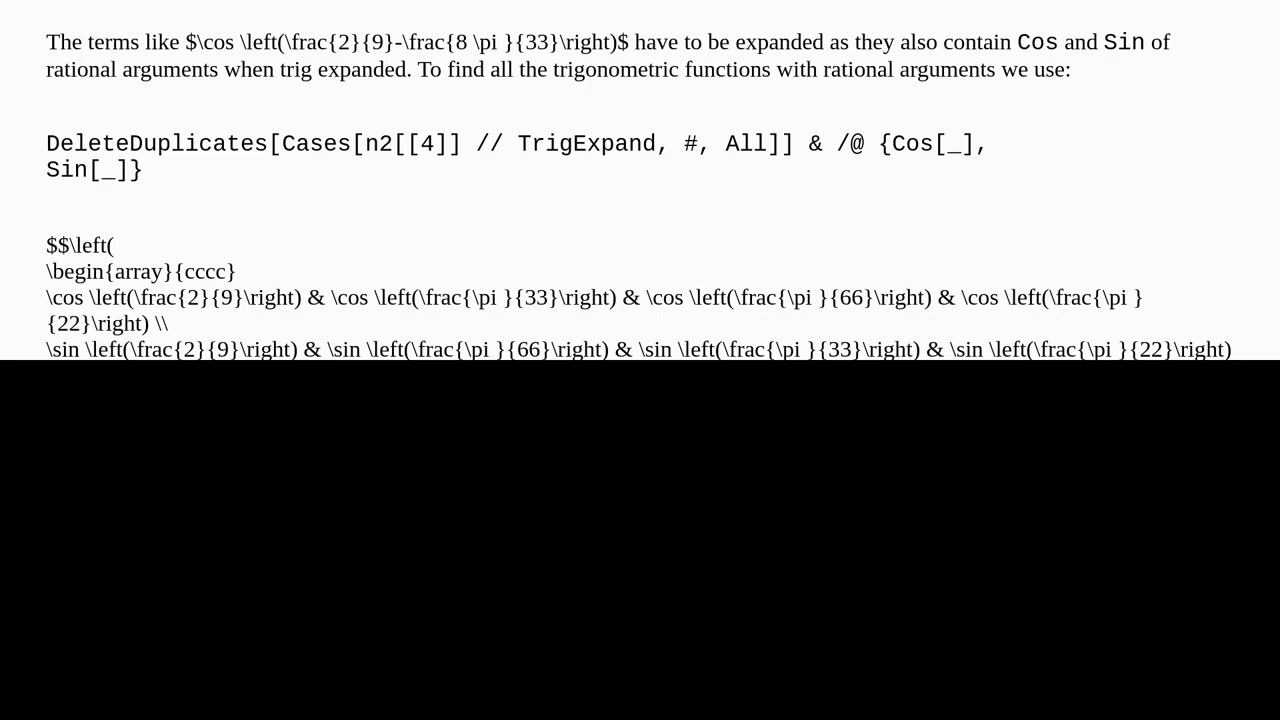 The terms like $\cos \left(\frac{2}{9}-\frac{8 \pi }{33}\right)$ have to be expanded as they also contain Cos and Sin of
rational arguments when trig expanded. To find all the trigonometric functions with rational arguments we use:
DeleteDuplicates[Cases[n2[[4]] // TrigExpand, #, All]] & /@ {Cos[_],
Sin[_]}
$$\left(
\begin{array}{cccc}
\cos \left(\frac{2}{9}\right) & \cos \left(\frac{\pi }{33}\right) & \cos \left(\frac{\pi }{66}\right) & \cos \left(\frac{\pi }
{22}\right) \\
\sin \left(\frac{2}{9}\right) & \sin \left(\frac{\pi }{66}\right) & \sin \left(\frac{\pi }{33}\right) & \sin \left(\frac{\pi }{22}\right)